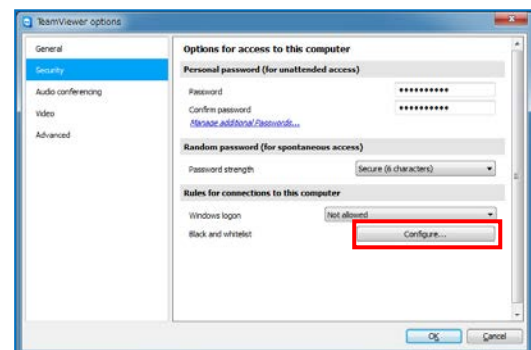 TeamViewer options
General
Security
Audio conferencing
Video
Advanced
Options for access to this computer
Personal password (for unattended access)
Password
Confirm password
Manage additional Passwords...
Random password (for spontaneous access)
Password strength Secure (6 characters)
Rules for connections to this computer
Windows logon Not allowed
Black and whitelist Configure...
OK Cancel